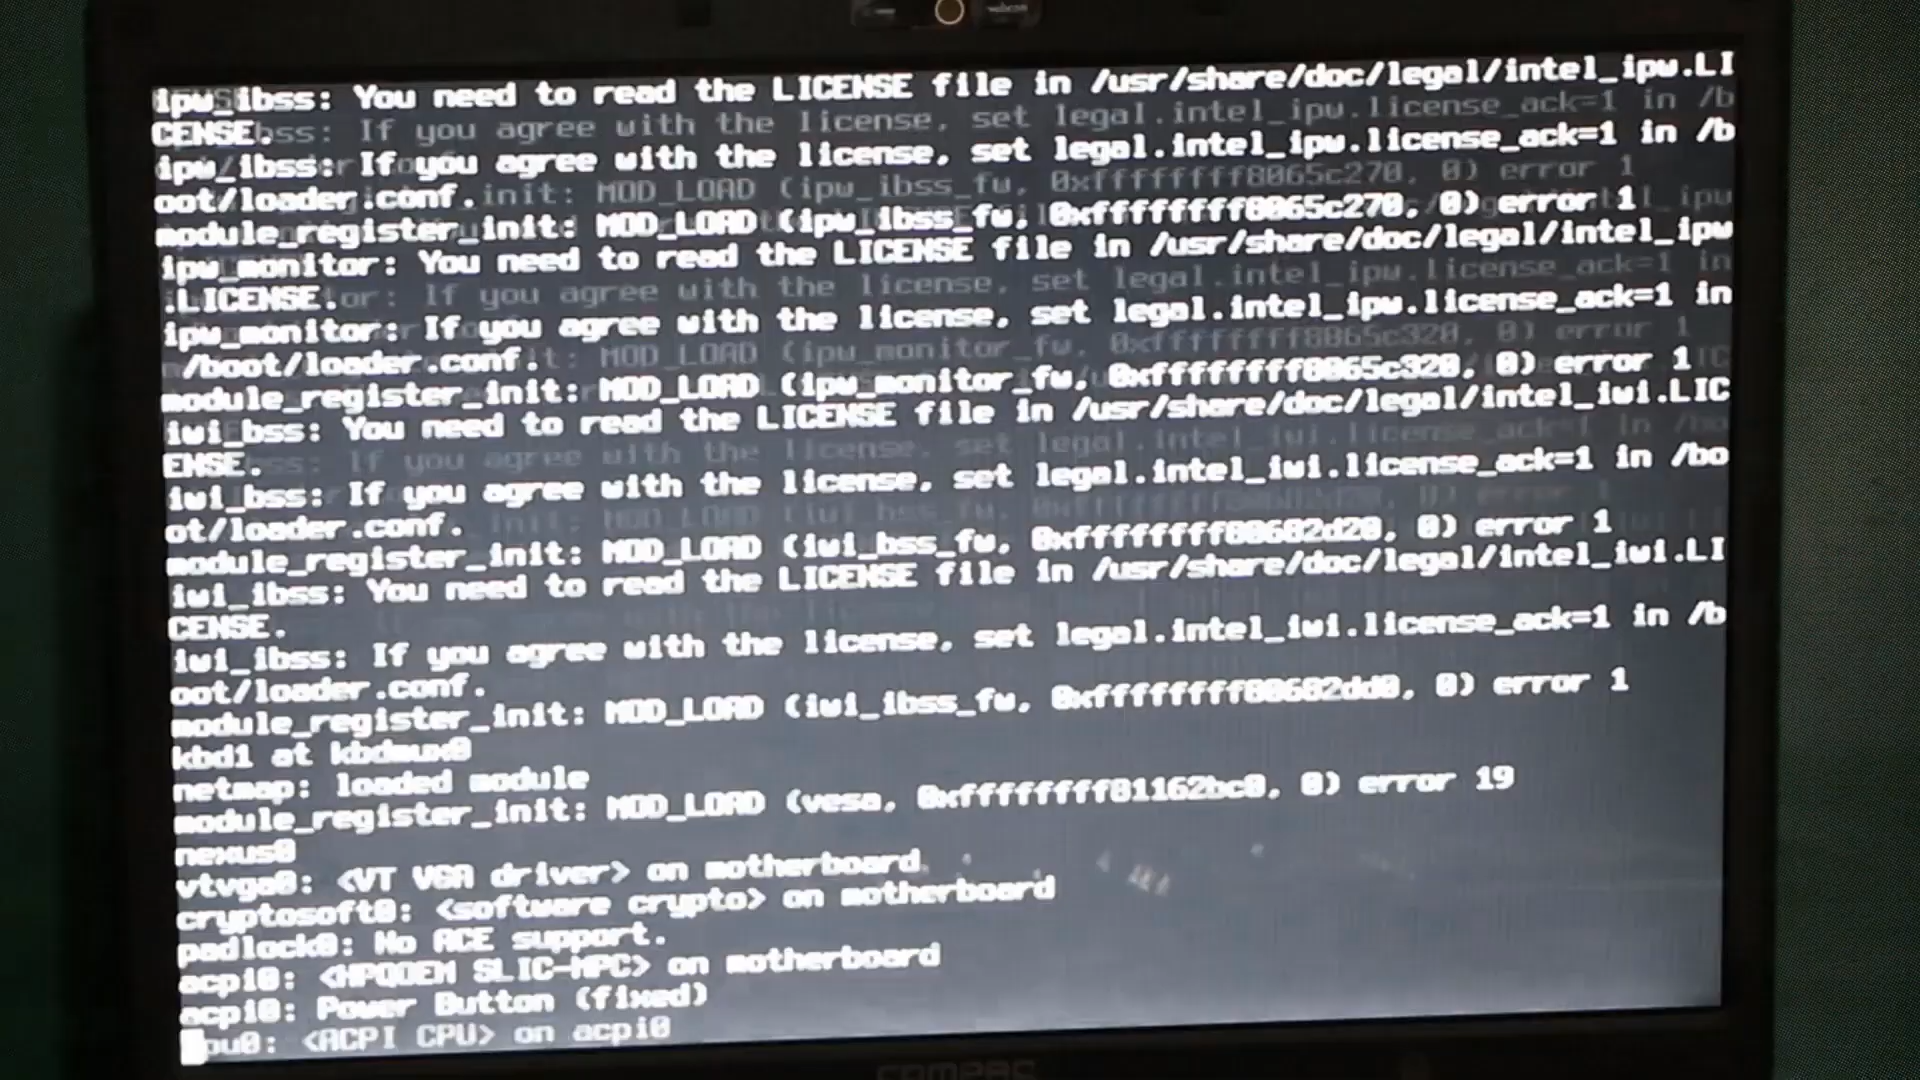 ipw_ibss: You need to read the LICENSE file in /usr/share/doc/legal/intel_ipw.LI
CENSE.
ipw_ibss: If you agree with the license, set legal.intel_ipw.license_ack=1 in /b
oot/loader.conf.
module_register_init: MOD_LOAD (ipw_ibss_fw, 0xffffffff8065c270, 0) error 1
ipw_monitor: You need to read the LICENSE file in /usr/share/doc/legal/intel_ipw
.LICENSE.
ipw_monitor: If you agree with the license, set legal.intel_ipw.license_ack=1 in
/boot/loader.conf.
module_register_init: MOD_LOAD (ipw_monitor_fw, 0xffffffff8065c320, 0) error 1
iwi_bss: You need to read the LICENSE file in /usr/share/doc/legal/intel_iwi.LIC
ENSE.
iwi_bss: If you agree with the license, set legal.intel_iwi.license_ack=1 in /bo
ot/loader.conf.
module_register_init: MOD_LOAD (iwi_bss_fw, 0xffffffff80682d20, 0) error 1
iwi_ibss: You need to read the LICENSE file in /usr/share/doc/legal/intel_iwi.LI
CENSE.
iwi_ibss: If you agree with the license, set legal.intel_iwi.license_ack=1 in /b
oot/loader.conf.
module_register_init: MOD_LOAD (iwi_ibss_fw, 0xffffffff80682dd0, 0) error 1
kbd1 at kbdmux0
netmap: loaded module
module_register_init: MOD_LOAD (vesa, 0xffffffff81162bc0, 0) error 19
nexus0
vtvga0: <VT VGA driver> on motherboard
cryptosoft0: <software crypto> on motherboard
padlock0: No ACE support.
acpi0: <HPQOEM SLIC-MPC> on motherboard
acpi0: Power Button (fixed)
cpu0: <ACPI CPU> on acpi0
COMPAQ